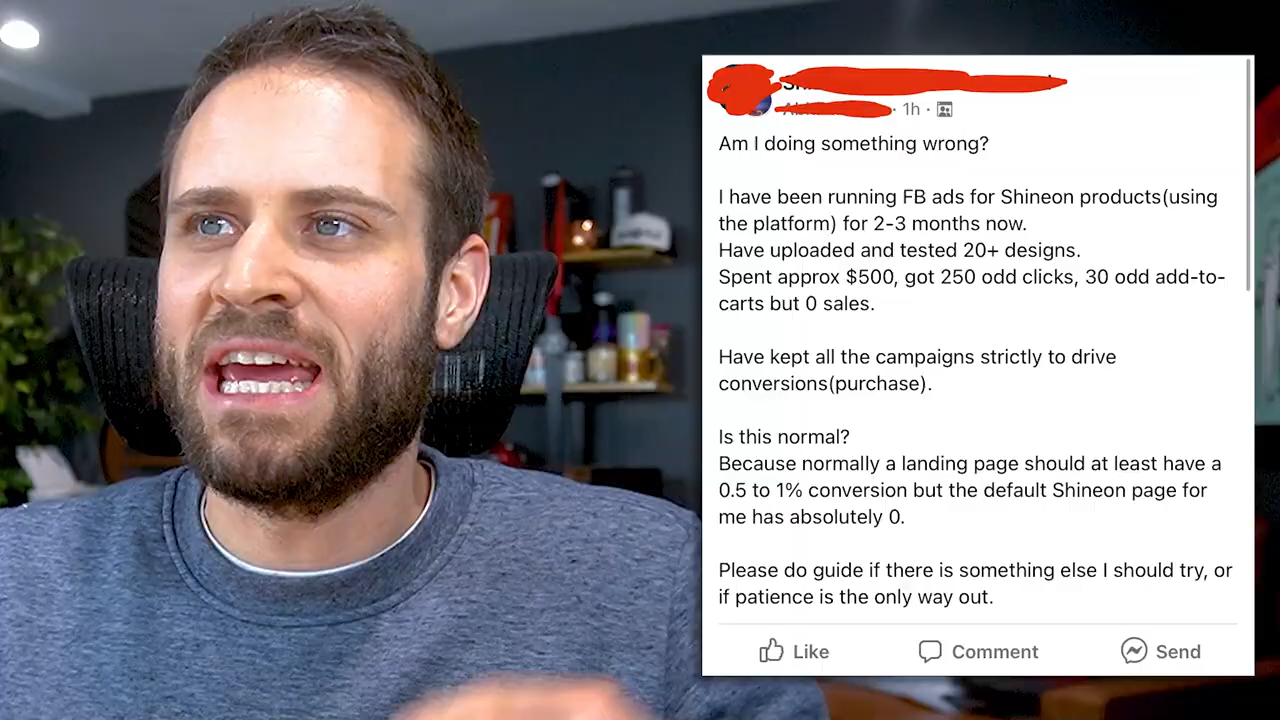 1h
Am I doing something wrong?
I have been running FB ads for Shineon products(using
the platform) for 2-3 months now.
Have uploaded and tested 20+ designs.
Spent approx $500, got 250 odd clicks, 30 odd add-to-
carts but 0 sales.
Have kept all the campaigns strictly to drive
conversions(purchase).
Is this normal?
Because normally a landing page should at least have a
0.5 to 1% conversion but the default Shineon page for
me has absolutely 0.
Please do guide if there is something else I should try, or
if patience is the only way out.
Like
Comment
Send